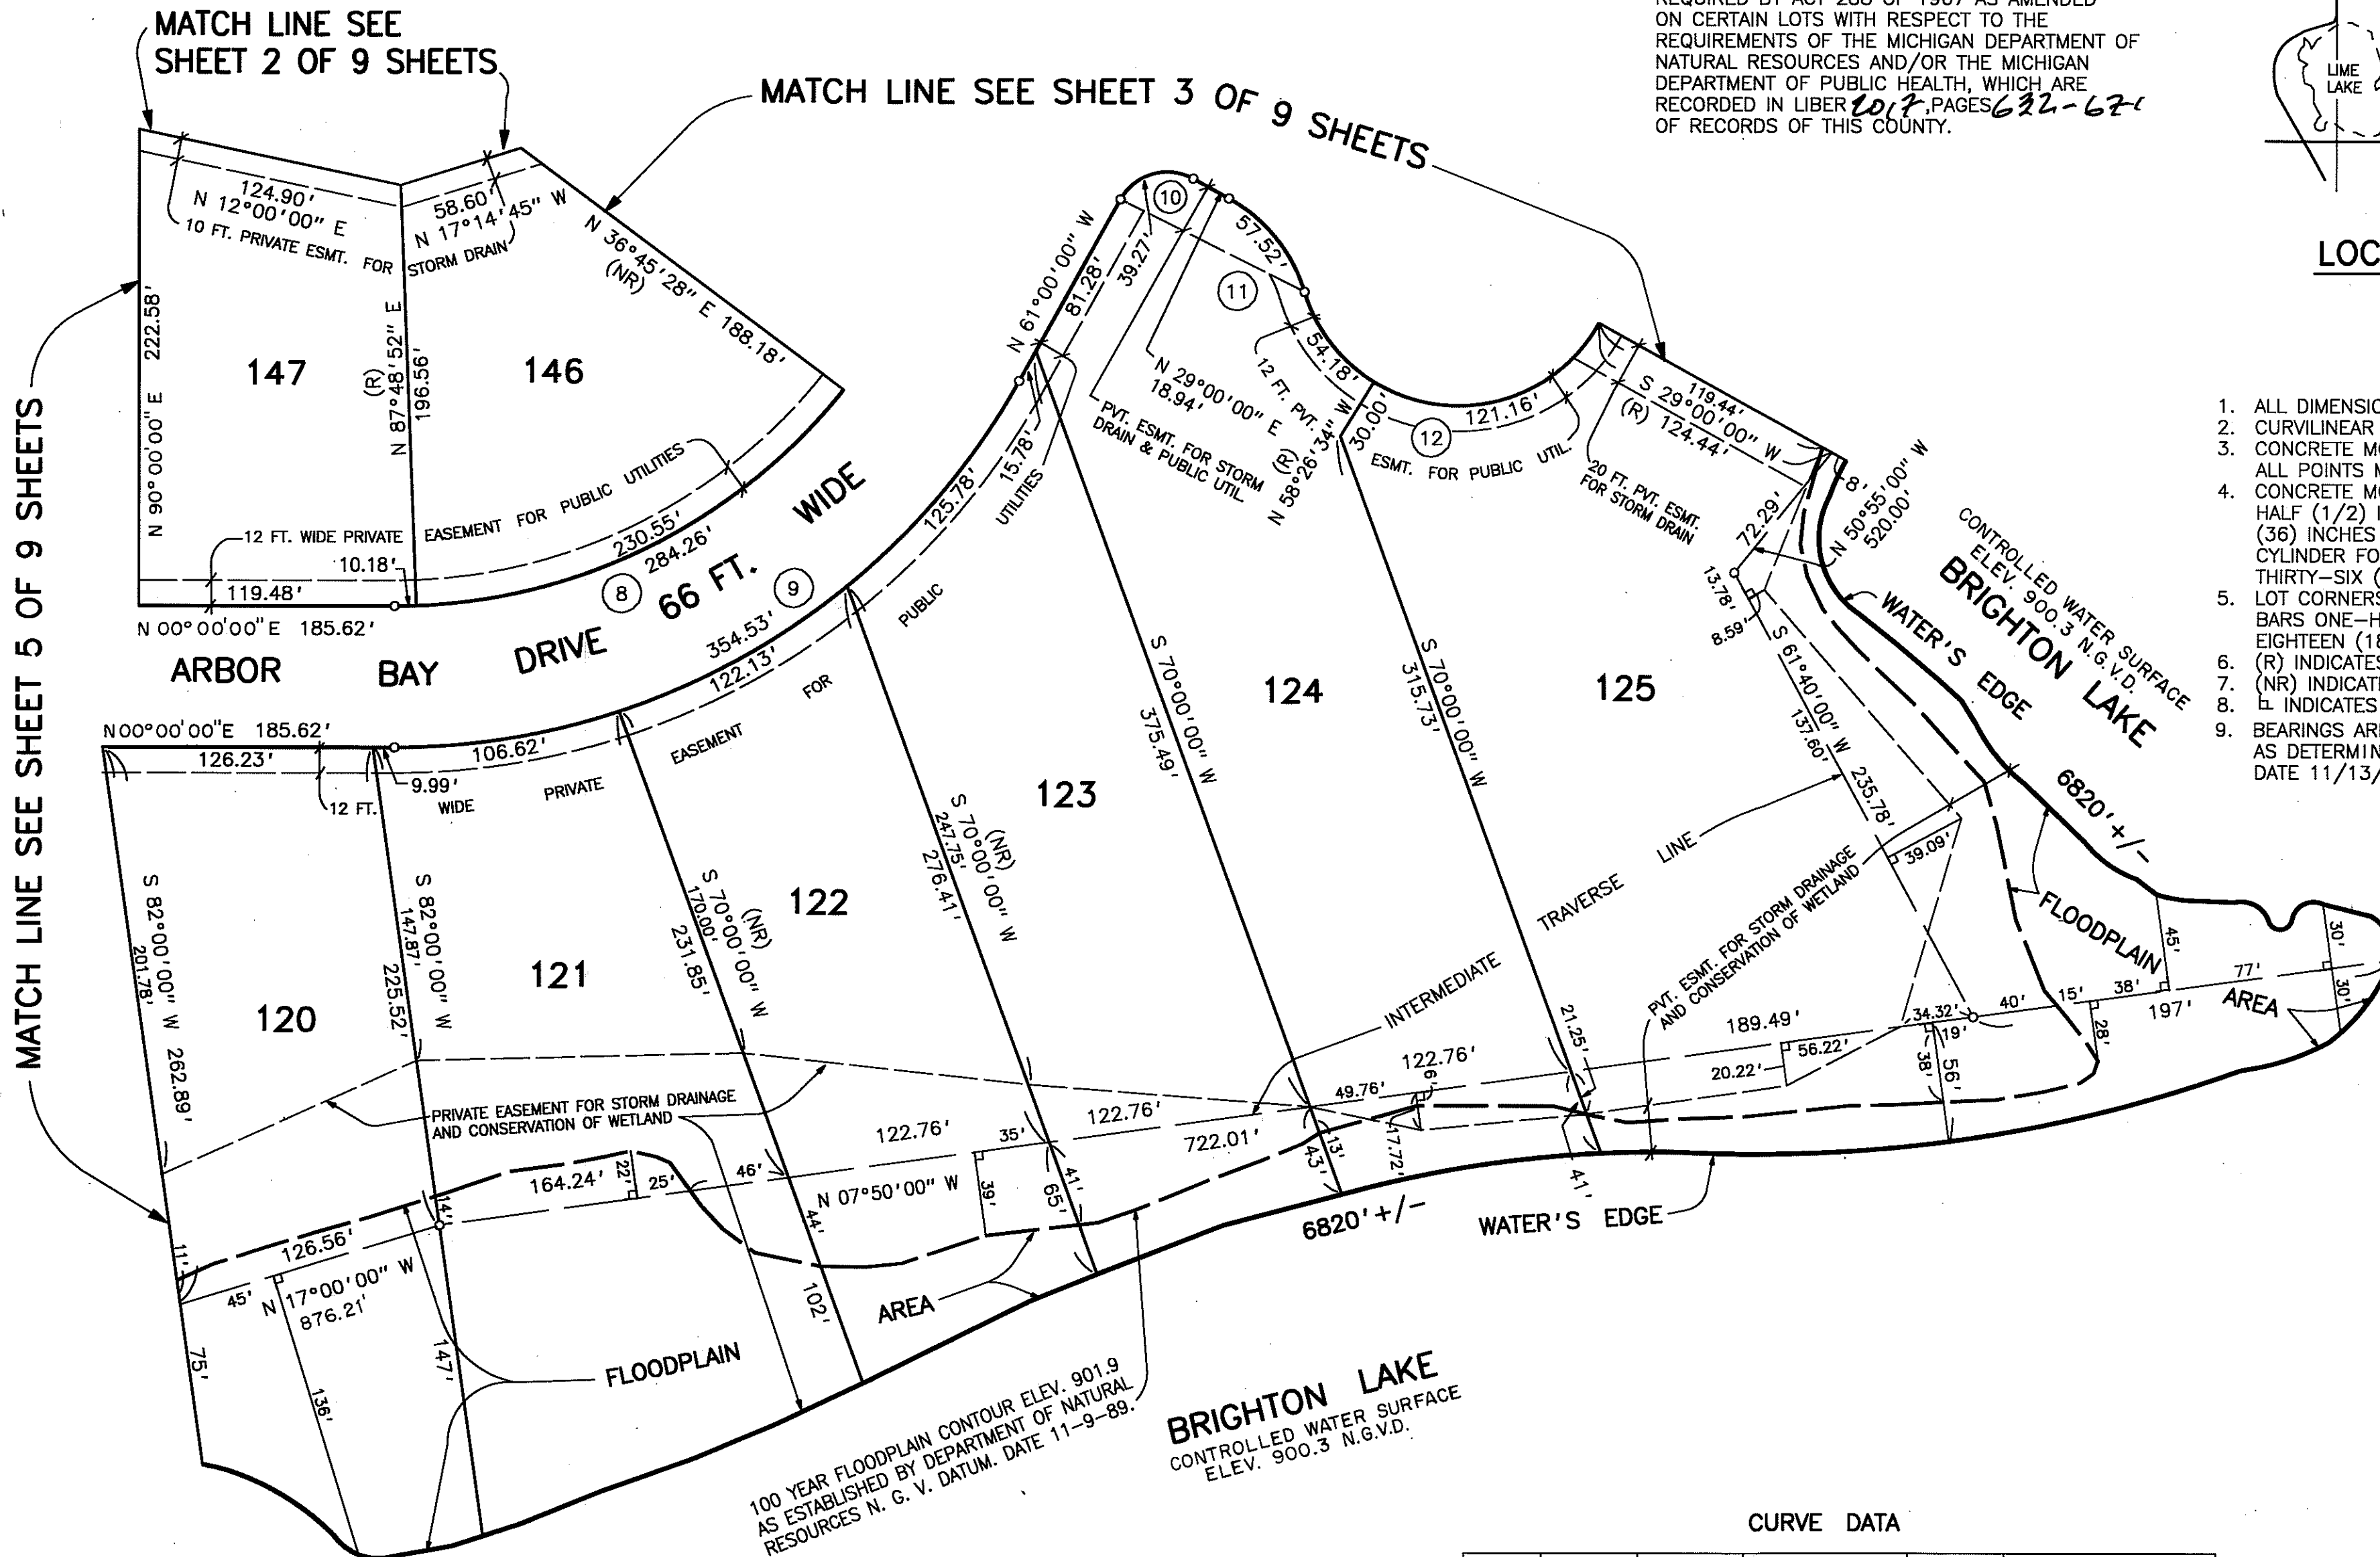 MATCH LINE SEE
SHEET 2 OF 9 SHEETS
MATCH LINE SEE SHEET 3 OF 9 SHEETS
ON CERTAIN LOTS WITH RESPECT TO THE
REQUIREMENTS OF THE MICHIGAN DEPARTMENT OF
NATURAL RESOURCES AND/OR THE MICHIGAN
DEPARTMENT OF PUBLIC HEALTH, WHICH ARE
RECORDED IN LIBER 2017, PAGES 632-671
OF RECORDS OF THIS COUNTY.
LIME
LAKE
LOC
MATCH LINE SEE SHEET 5 OF 9 SHEETS
124.90'
N 12°00'00" E
10 FT. PRIVATE ESMT. FOR STORM DRAIN
58.60'
N 17°14'45" W
N 36°45'28" E 188.18'
(NR)
N 90°00'00" E 222.58'
147
(R)
N 87°48'52" E
196.56'
146
12 FT. WIDE PRIVATE EASEMENT FOR PUBLIC UTILITIES
10.18'
119.48'
230.55'
284.26'
N 00°00'00"E 185.62'
8
9
ARBOR BAY DRIVE 66 FT. WIDE
354.53'
122.13'
125.78'
15.78'
UTILITIES
N 61°00'00" W
81.28'
39.27'
10
57.52'
11
54.18'
12 FT. PVT.
N 29°00'00" E
18.94'
PVT. ESMT. FOR STORM
DRAIN & PUBLIC UTIL.
(R)
N 58°26'34" W
30.00'
12
121.16'
ESMT. FOR PUBLIC UTIL.
119.44'
S 29°00'00" W
(R) 124.44'
20 FT. PVT. ESMT.
FOR STORM DRAIN
8'
72.29'
N 50°55'00" W
520.00'
13.78'
8.59'
S 61°40'00" W
137.60'
235.78'
CONTROLLED WATER SURFACE
ELEV. 900.3 N.G.V.D.
BRIGHTON LAKE
WATER'S EDGE
6820'+/-
1. ALL DIMENSIO
2. CURVILINEAR
3. CONCRETE MO
ALL POINTS M
4. CONCRETE MO
HALF (1/2) I
(36) INCHES
CYLINDER FO
THIRTY-SIX (
5. LOT CORNERS
BARS ONE-H
EIGHTEEN (18
6. (R) INDICATES
7. (NR) INDICATE
8. INDICATES
9. BEARINGS ARE
AS DETERMIN
DATE 11/13/
N00°00'00"E 185.62'
126.23'
12 FT. WIDE PRIVATE EASEMENT FOR PUBLIC
9.99'
106.62'
S 82°00'00" W 262.89'
201.78'
120
S 82°00'00" W
147.87'
225.52'
121
(NR)
S 70°00'00" W
170.00'
231.85'
122
(NR)
S 70°00'00" W
247.75'
276.41'
123
S 70°00'00" W
375.49'
124
S 70°00'00" W
315.73'
125
INTERMEDIATE TRAVERSE LINE
PVT. ESMT. FOR STORM DRAINAGE
AND CONSERVATION OF WETLAND
39.09'
FLOODPLAIN
AREA
45'
30'
30'
77'
197'
38'
15'
28'
40'
34.32'
19'
38'
56'
189.49'
56.22'
20.22'
21.25'
122.76'
49.76'
6'
17.72'
13'
43'
41'
PRIVATE EASEMENT FOR STORM DRAINAGE
AND CONSERVATION OF WETLAND
122.76'
722.01'
122.76'
35'
39'
41'
65'
N 07°50'00" W
46'
25'
22'
164.24'
44'
102'
14'
147'
126.56'
11'
45'
N 17°00'00" W
876.21'
75'
136'
FLOODPLAIN
AREA
6820'+/-
WATER'S EDGE
100 YEAR FLOODPLAIN CONTOUR ELEV. 901.9
AS ESTABLISHED BY DEPARTMENT OF NATURAL
RESOURCES N. G. V. DATUM. DATE 11-9-89.
BRIGHTON LAKE
CONTROLLED WATER SURFACE
ELEV. 900.3 N.G.V.D.
CURVE DATA